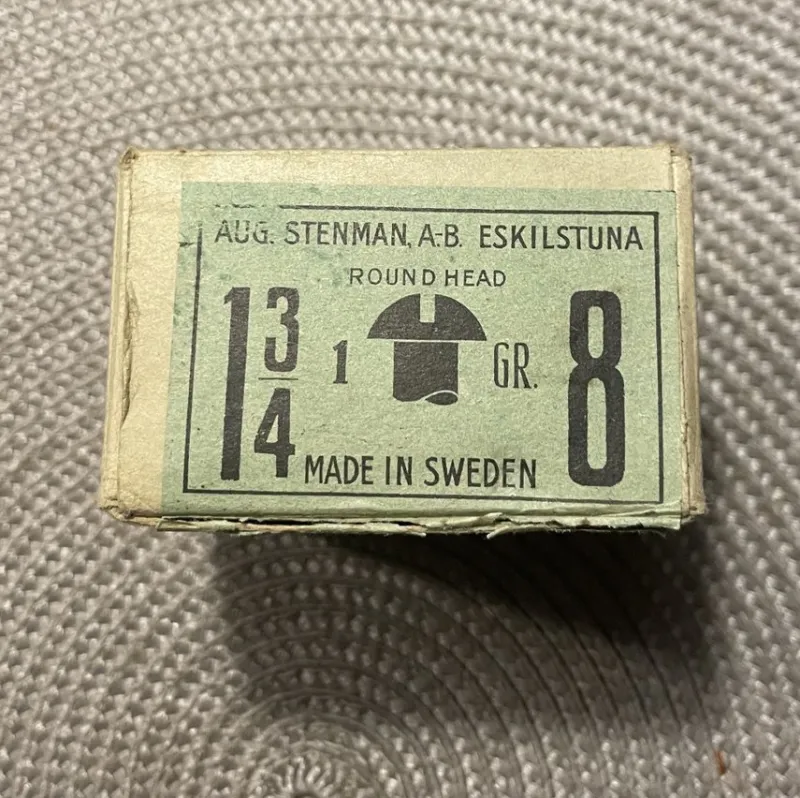 AUG. STENMAN, A-B. ESKILSTUNA
ROUND HEAD
1 3/4 1 GR. 8
MADE IN SWEDEN